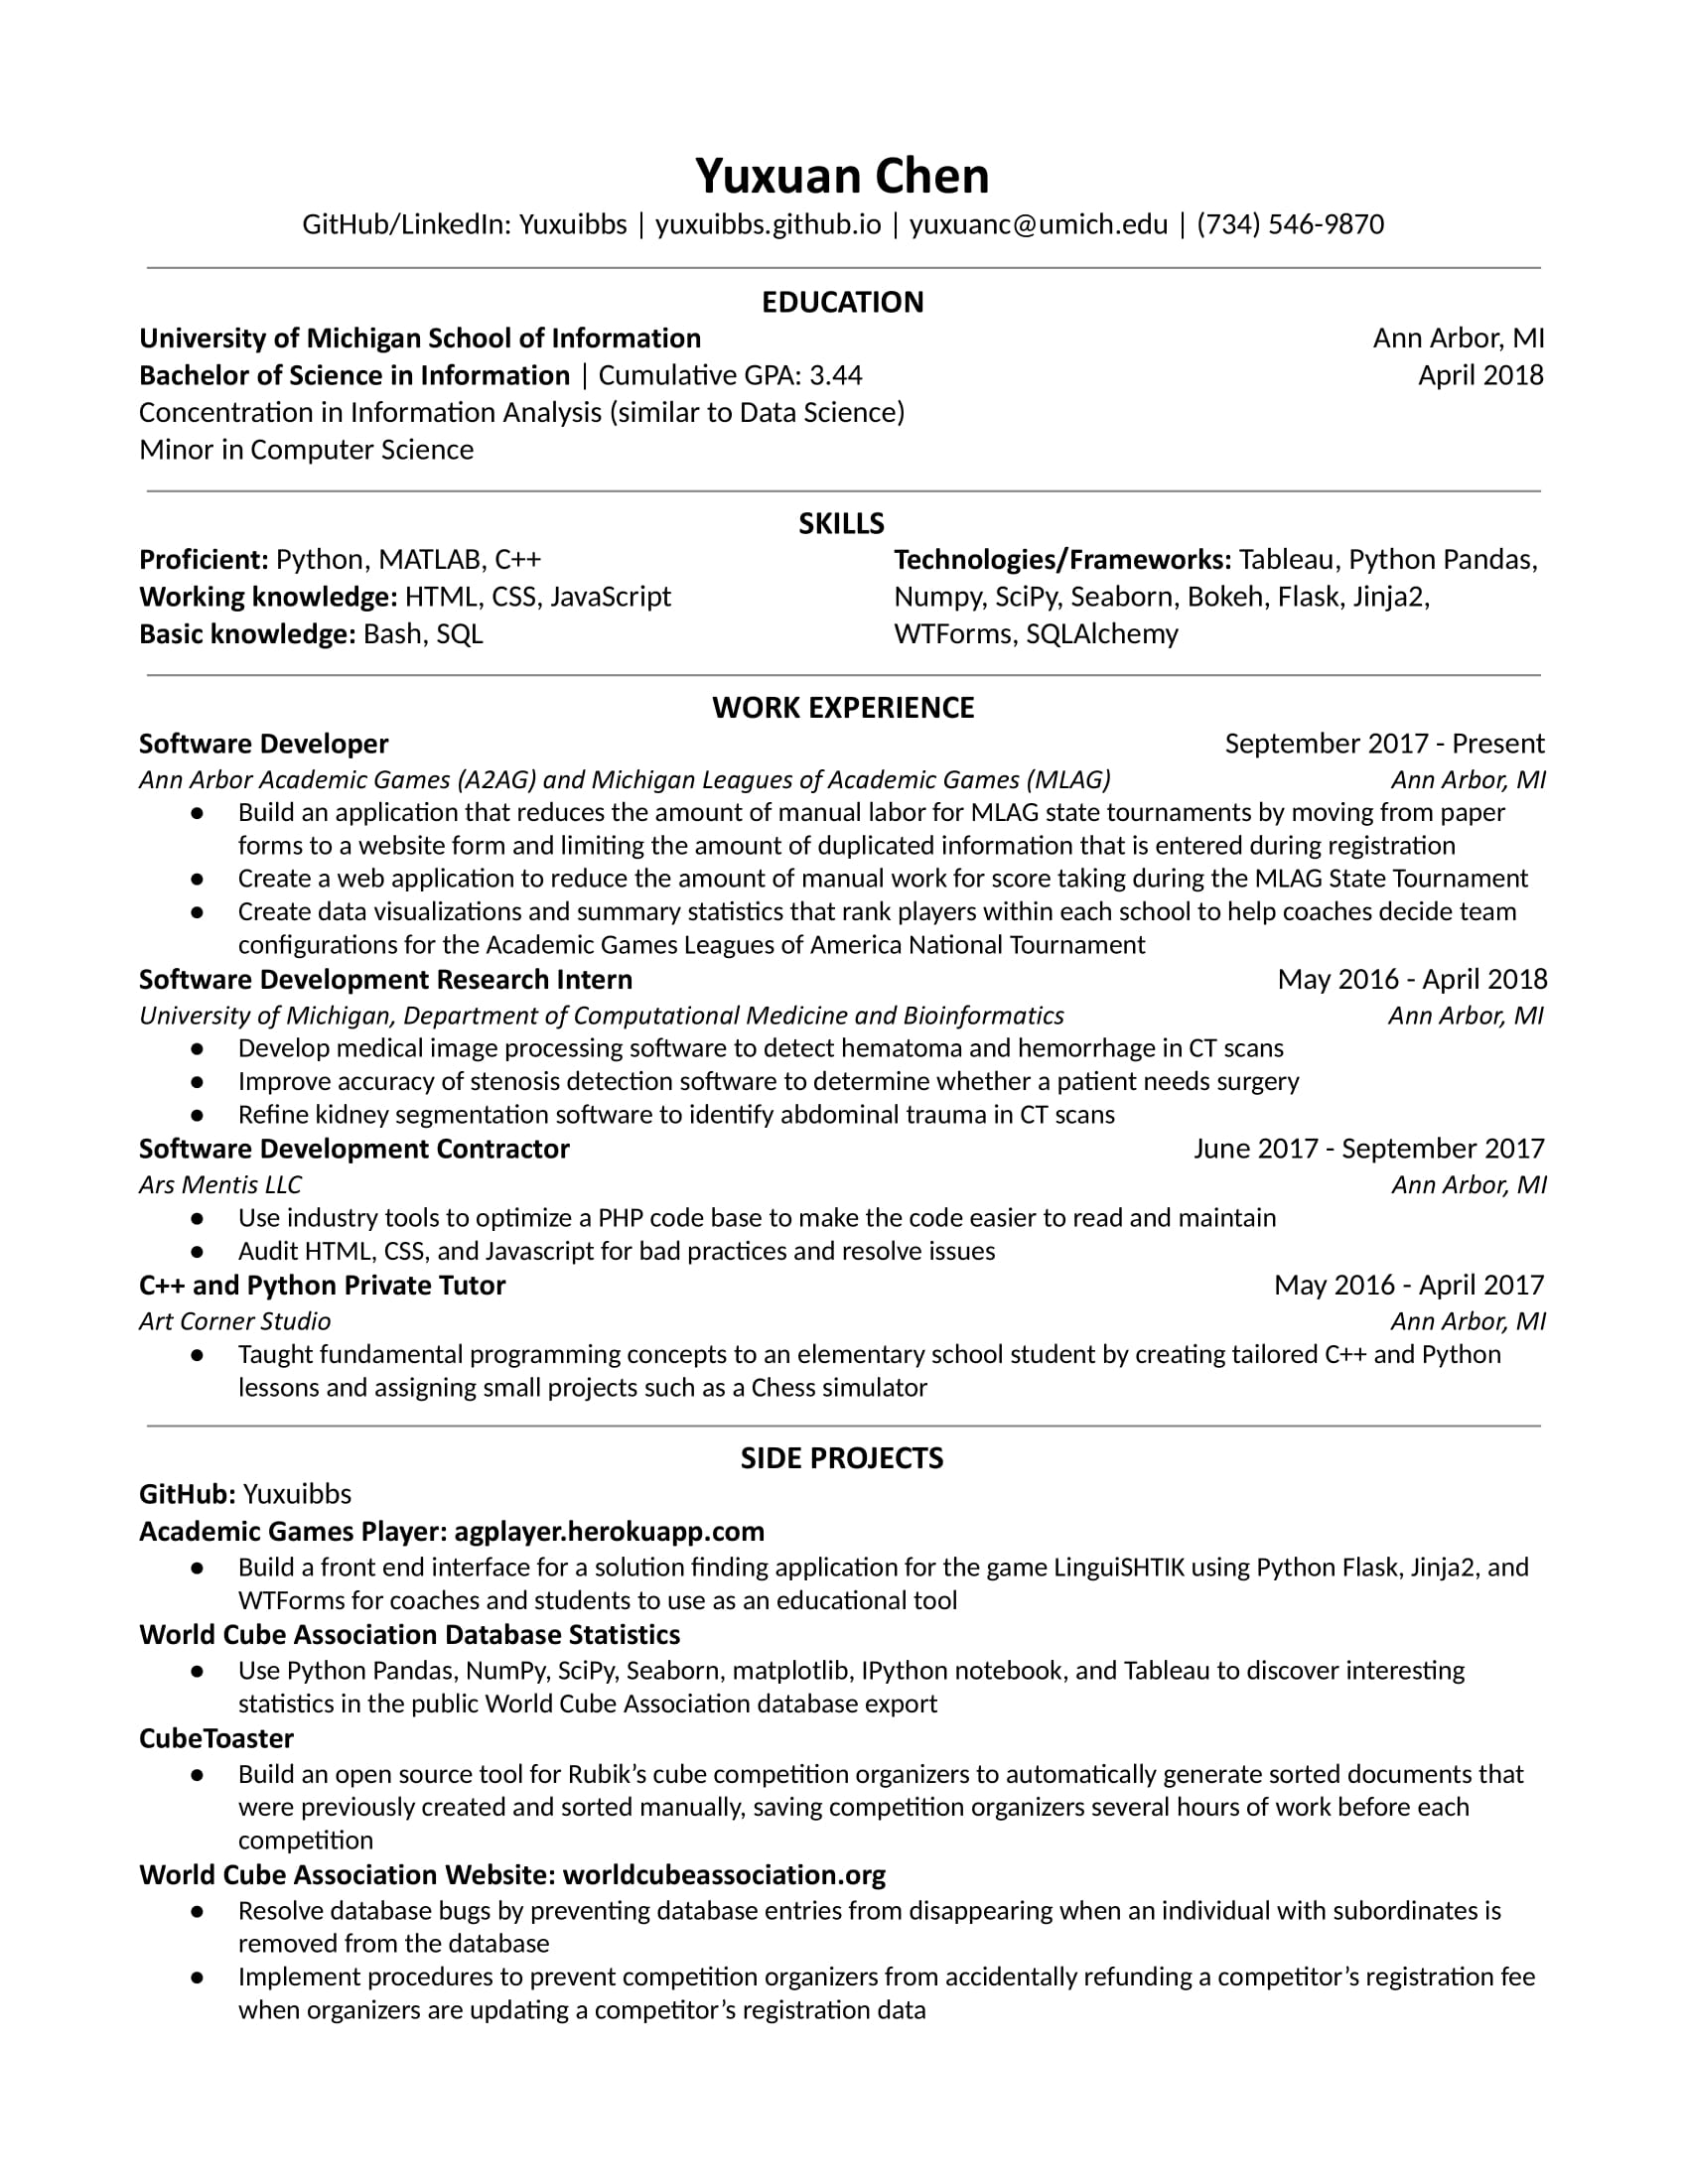 Yuxuan Chen
GitHub/LinkedIn: Yuxuibbs | yuxuibbs.github.io | yuxuanc@umich.edu | (734) 546-9870
EDUCATION
University of Michigan School of Information Ann Arbor, MI
Bachelor of Science in Information | Cumulative GPA: 3.44 April 2018
Concentration in Information Analysis (similar to Data Science)
Minor in Computer Science
SKILLS
Proficient: Python, MATLAB, C++
Working knowledge: HTML, CSS, JavaScript
Basic knowledge: Bash, SQL
Technologies/Frameworks: Tableau, Python Pandas,
Numpy, SciPy, Seaborn, Bokeh, Flask, Jinja2,
WTForms, SQLAlchemy
WORK EXPERIENCE
Software Developer September 2017 - Present
Ann Arbor Academic Games (A2AG) and Michigan Leagues of Academic Games (MLAG) Ann Arbor, MI
● Build an application that reduces the amount of manual labor for MLAG state tournaments by moving from paper
forms to a website form and limiting the amount of duplicated information that is entered during registration
● Create a web application to reduce the amount of manual work for score taking during the MLAG State Tournament
● Create data visualizations and summary statistics that rank players within each school to help coaches decide team
configurations for the Academic Games Leagues of America National Tournament
Software Development Research Intern May 2016 - April 2018
University of Michigan, Department of Computational Medicine and Bioinformatics Ann Arbor, MI
● Develop medical image processing software to detect hematoma and hemorrhage in CT scans
● Improve accuracy of stenosis detection software to determine whether a patient needs surgery
● Refine kidney segmentation software to identify abdominal trauma in CT scans
Software Development Contractor June 2017 - September 2017
Ars Mentis LLC Ann Arbor, MI
● Use industry tools to optimize a PHP code base to make the code easier to read and maintain
● Audit HTML, CSS, and Javascript for bad practices and resolve issues
C++ and Python Private Tutor May 2016 - April 2017
Art Corner Studio Ann Arbor, MI
● Taught fundamental programming concepts to an elementary school student by creating tailored C++ and Python
lessons and assigning small projects such as a Chess simulator
SIDE PROJECTS
GitHub: Yuxuibbs
Academic Games Player: agplayer.herokuapp.com
● Build a front end interface for a solution finding application for the game LinguiSHTIK using Python Flask, Jinja2, and
WTForms for coaches and students to use as an educational tool
World Cube Association Database Statistics
● Use Python Pandas, NumPy, SciPy, Seaborn, matplotlib, IPython notebook, and Tableau to discover interesting
statistics in the public World Cube Association database export
CubeToaster
● Build an open source tool for Rubik’s cube competition organizers to automatically generate sorted documents that
were previously created and sorted manually, saving competition organizers several hours of work before each
competition
World Cube Association Website: worldcubeassociation.org
● Resolve database bugs by preventing database entries from disappearing when an individual with subordinates is
removed from the database
● Implement procedures to prevent competition organizers from accidentally refunding a competitor’s registration fee
when organizers are updating a competitor’s registration data